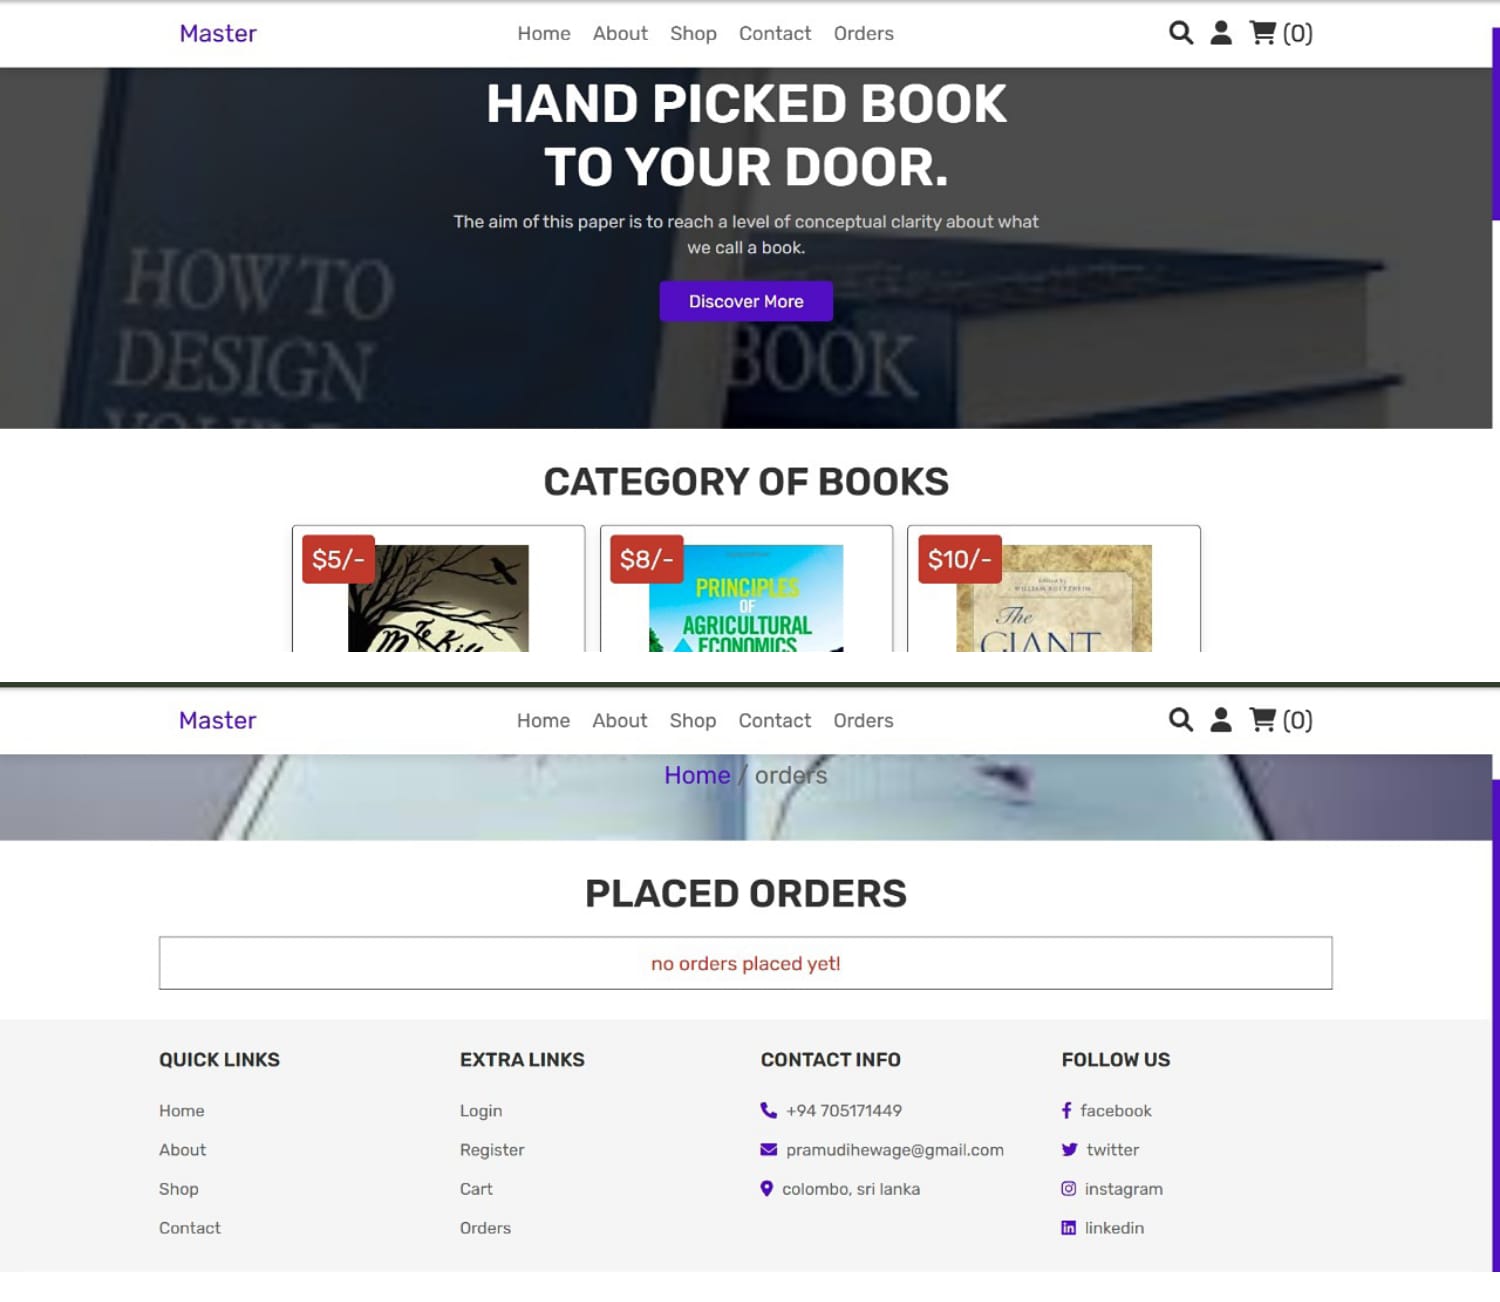 Master
Home About Shop Contact Orders
(0)
HAND PICKED BOOK
TO YOUR DOOR.
The aim of this paper is to reach a level of conceptual clarity about what
we call a book.
Discover More
HOW TO
DESIGN
BOOK
CATEGORY OF BOOKS
$5/- $8/- $10/-
To Kill
PRINCIPLES
OF
AGRICULTURAL
ECONOMICS
The
GIANT
Master
Home About Shop Contact Orders
(0)
Home / orders
PLACED ORDERS
no orders placed yet!
QUICK LINKS EXTRA LINKS CONTACT INFO FOLLOW US
Home Login +94 705171449 facebook
About Register pramudihewage@gmail.com twitter
Shop Cart colombo, sri lanka instagram
Contact Orders linkedin